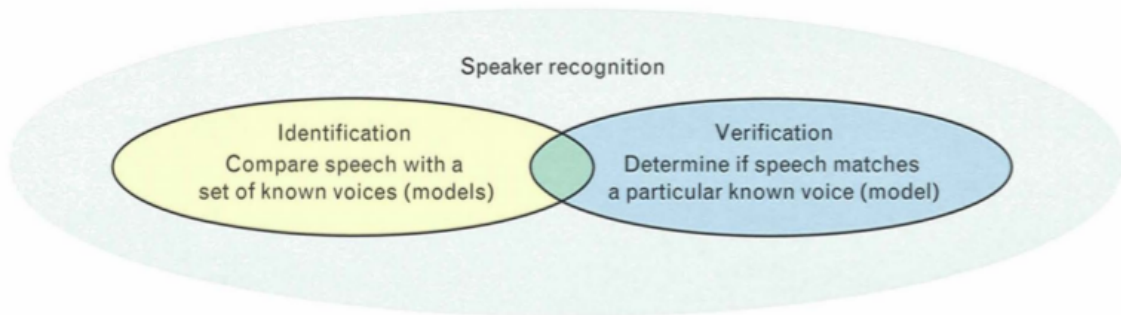 Speaker recognition
Identification
Compare speech with a
set of known voices (models)
Verification
Determine if speech matches
a particular known voice (model)